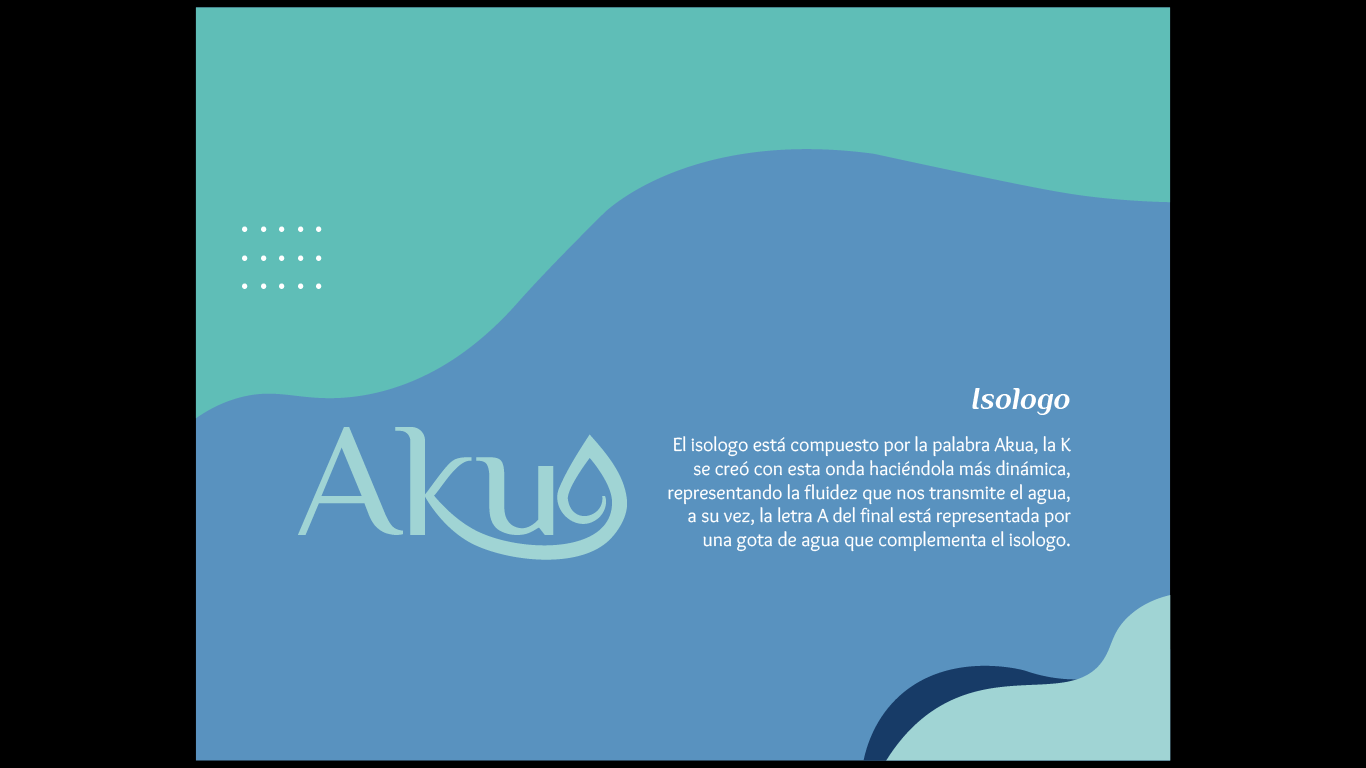 Isologo
Akua
El isologo está compuesto por la palabra Akua, la K
se creó con esta onda haciéndola más dinámica,
representando la fluidez que nos transmite el agua,
a su vez, la letra A del final está representada por
una gota de agua que complementa el isologo.